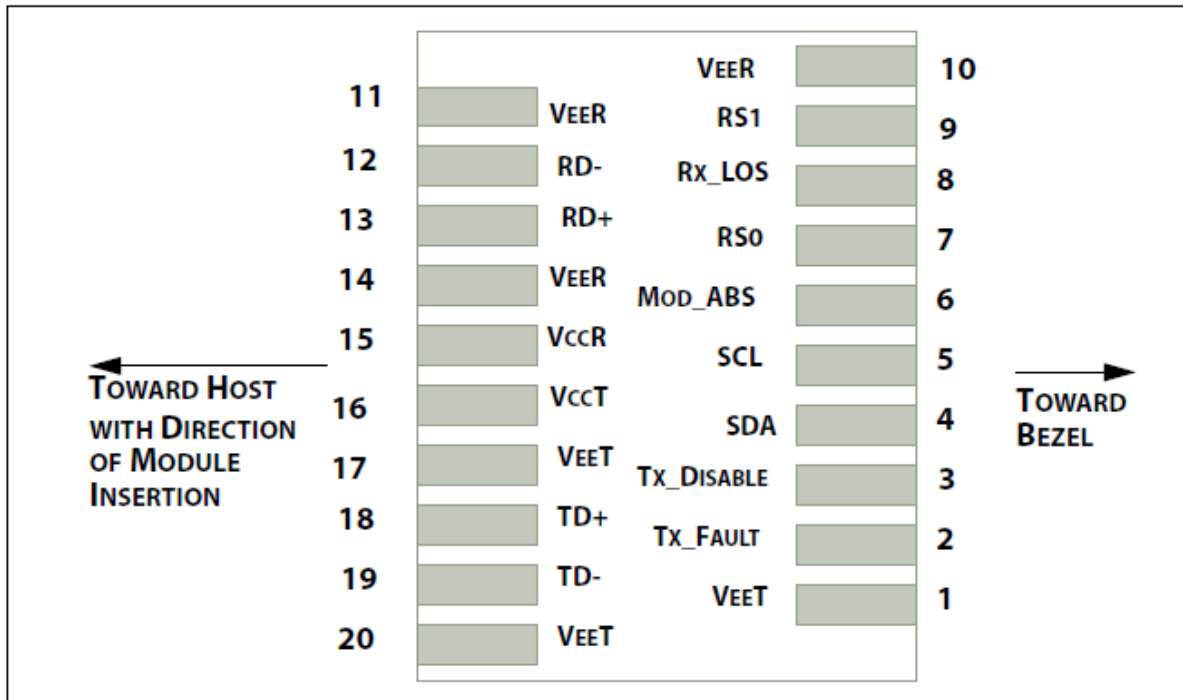 11 VEER
12 RD-
13 RD+
14 VEER
15 VCCR
16 VCCT
17 VEET
18 TD+
19 TD-
20 VEET
VEER 10
RS1 9
RX_LOS 8
RS0 7
MOD_ABS 6
SCL 5
SDA 4
TX_DISABLE 3
TX_FAULT 2
VEET 1
TOWARD HOST
WITH DIRECTION
OF MODULE
INSERTION
TOWARD
BEZEL